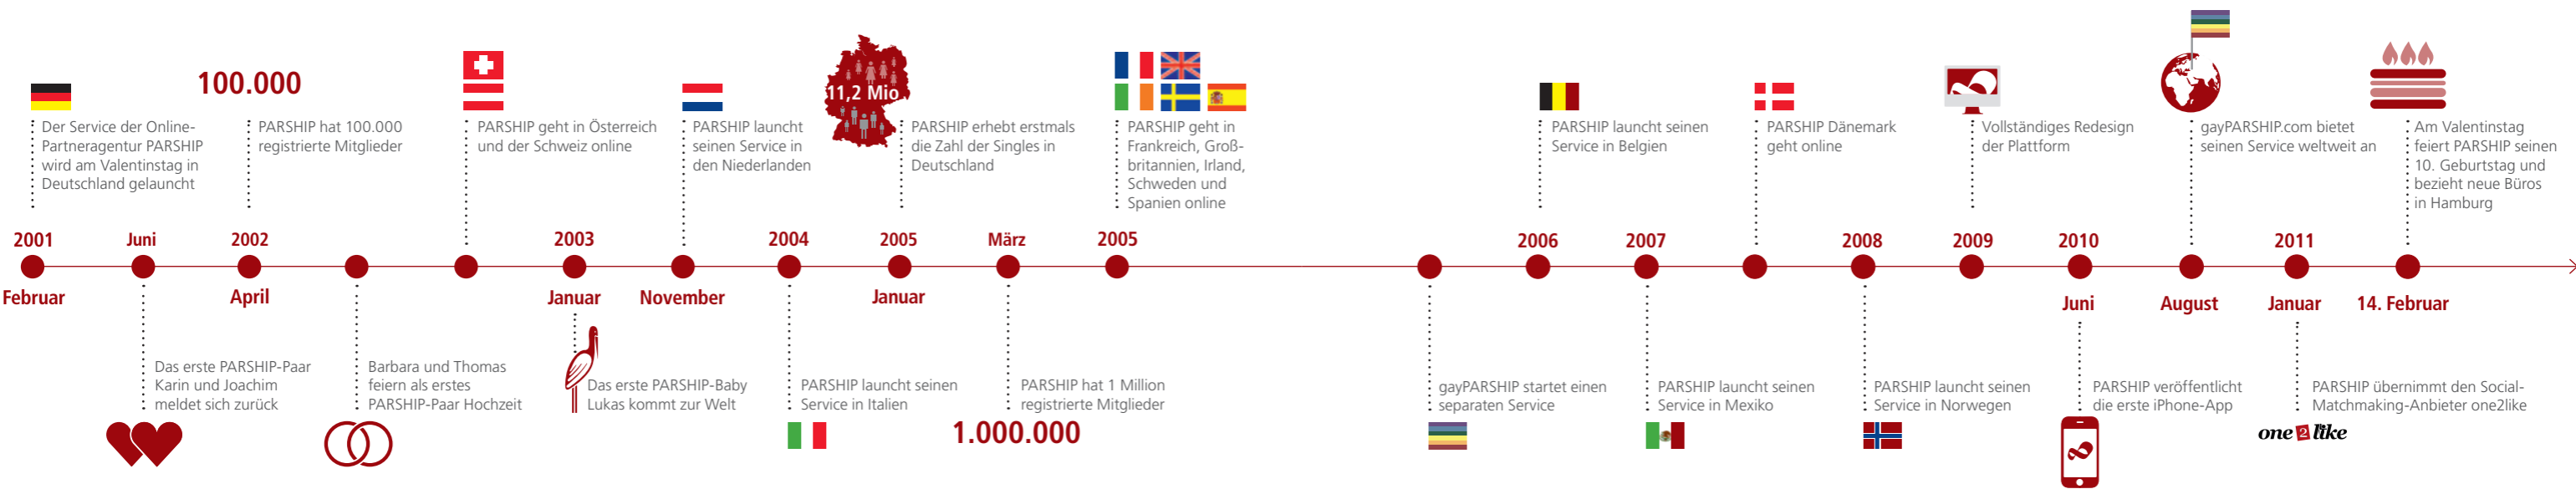 100.000
11,2 Mio.
Der Service der Online-
Partneragentur PARSHIP
wird am Valentinstag in
Deutschland gelauncht
PARSHIP hat 100.000
registrierte Mitglieder
PARSHIP geht in Österreich
und der Schweiz online
PARSHIP launcht
seinen Service in
den Niederlanden
PARSHIP erhebt erstmals
die Zahl der Singles in
Deutschland
PARSHIP geht in
Frankreich, Groß-
britannien, Irland,
Schweden und
Spanien online
PARSHIP launcht seinen
Service in Belgien
PARSHIP Dänemark
geht online
Vollständiges Redesign
der Plattform
gayPARSHIP.com bietet
seinen Service weltweit an
Am Valentinstag
feiert PARSHIP seinen
10. Geburtstag und
bezieht neue Büros
in Hamburg
2001 Juni 2002 2003 2004 2005 März 2005 2006 2007 2008 2009 2010 2011
Februar April Januar November Januar Juni August Januar 14. Februar
Das erste PARSHIP-Paar
Karin und Joachim
meldet sich zurück
Barbara und Thomas
feiern als erstes
PARSHIP-Paar Hochzeit
Das erste PARSHIP-Baby
Lukas kommt zur Welt
PARSHIP launcht seinen
Service in Italien
PARSHIP hat 1 Million
registrierte Mitglieder
1.000.000
gayPARSHIP startet einen
separaten Service
PARSHIP launcht seinen
Service in Mexiko
PARSHIP launcht seinen
Service in Norwegen
PARSHIP veröffentlicht
die erste iPhone-App
PARSHIP übernimmt den Social-
Matchmaking-Anbieter one2like
one2like